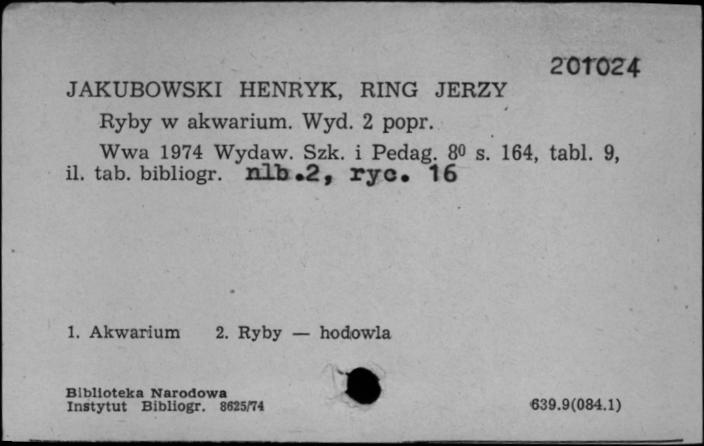 201024
JAKUBOWSKI HENRYK, RING JERZY
Ryby w akwarium. Wyd. 2 popr.
Wwa 1974 Wydaw. Szk. i Pedag. 8⁰ s. 164, tabl. 9,
il. tab. bibliogr. nlb.2, ryc. 16
1. Akwarium 2. Ryby — hodowla
Biblioteka Narodowa
Instytut Bibliogr. 8625/74 639.9(084.1)